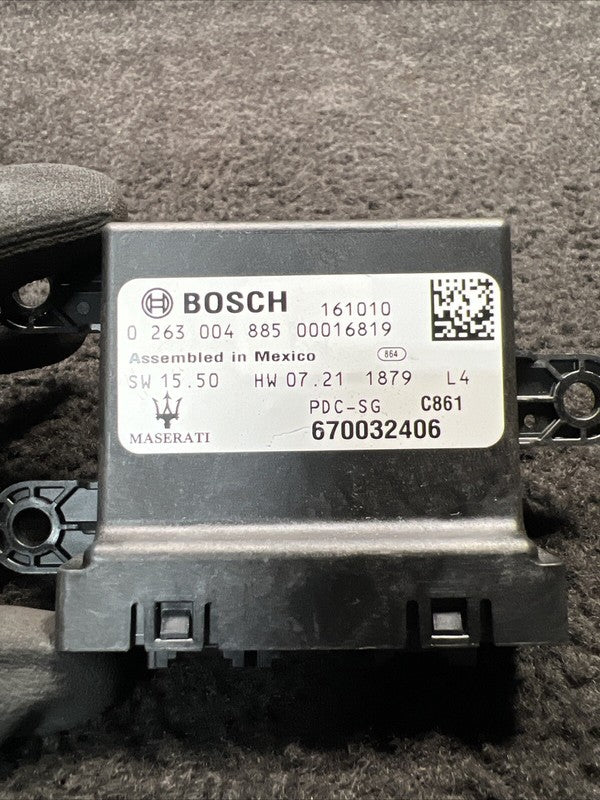 BOSCH 161010
0 263 004 885 00016819
Assembled in Mexico 864
SW 15.50 HW 07.21 1879 L4
PDC-SG C861
MASERATI 670032406